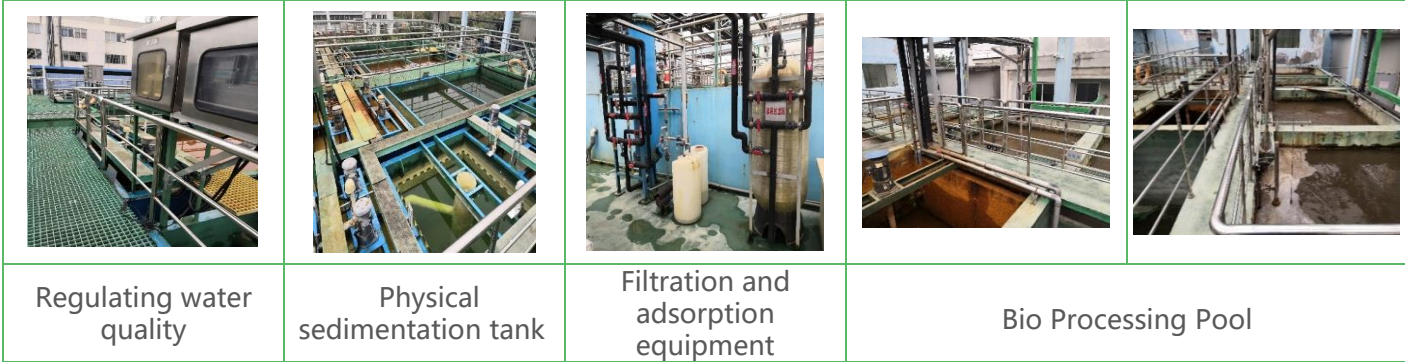 Regulating water
quality
Physical
sedimentation tank
Filtration and
adsorption
equipment
Bio Processing Pool